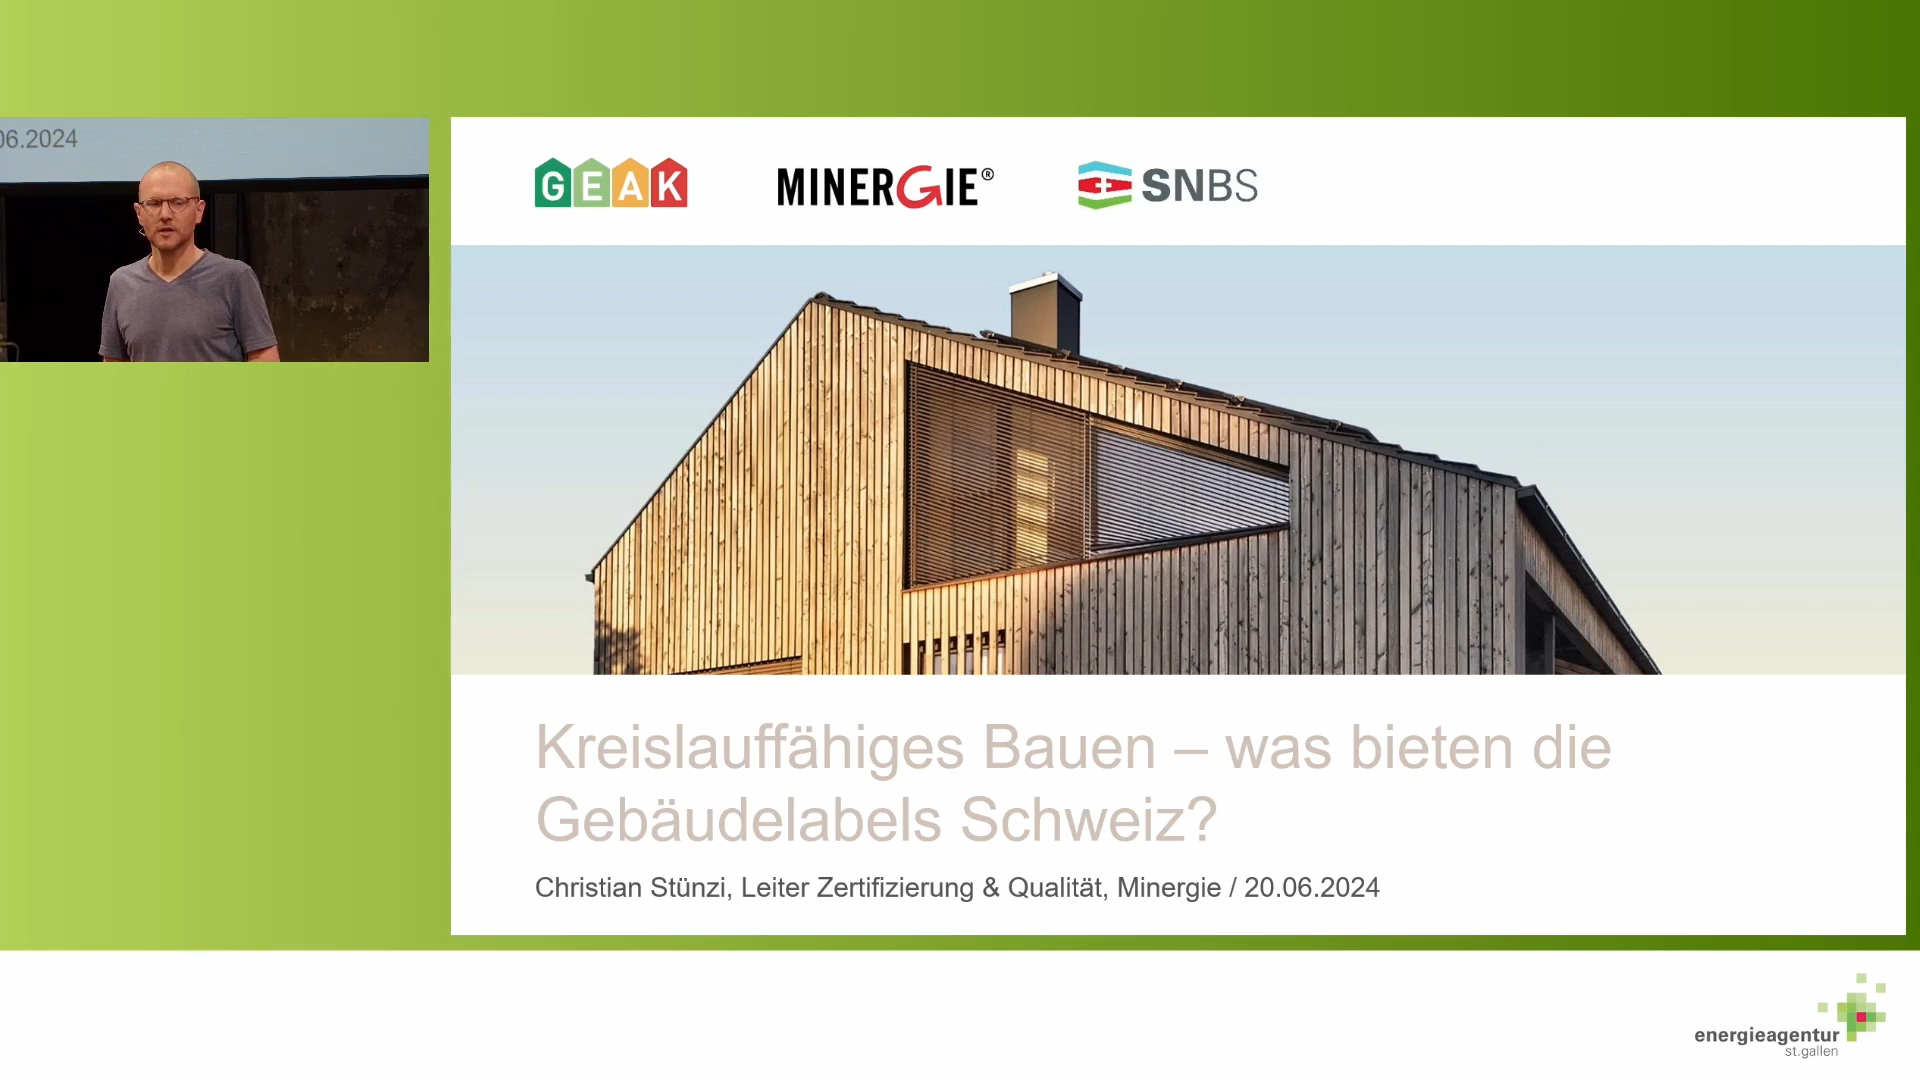 06.2024
GEAK
MINERGIE®
SNBS
Kreislauffähiges Bauen – was bieten die
Gebäudelabels Schweiz?
Christian Stünzi, Leiter Zertifizierung & Qualität, Minergie / 20.06.2024
energieagentur
st.gallen